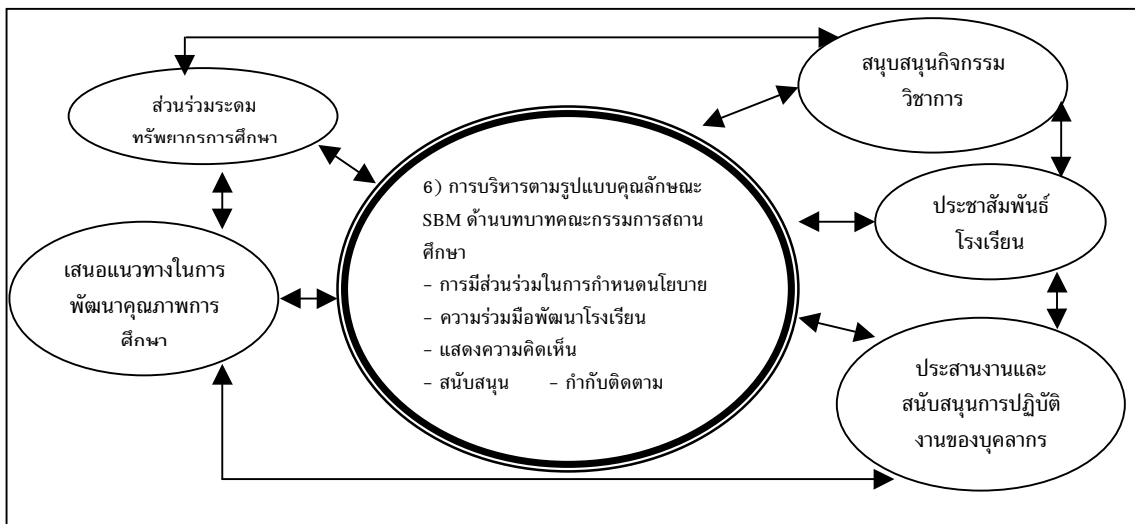 สนุบสนุนกิจกรรม
วิชาการ
ส่วนร่วมระดม
ทรัพยากรการศึกษา
6) การบริหารตามรูปแบบคุณลักษณะ
SBM ด้านบทบาทคณะกรรมการสถาน
ศึกษา
- การมีส่วนร่วมในการกำหนดนโยบาย
- ความร่วมมือพัฒนาโรงเรียน
- แสดงความคิดเห็น
- สนับสนุน - กำกับติดตาม
ประชาสัมพันธ์
โรงเรียน
เสนอแนวทางในการ
พัฒนาคุณภาพการ
ศึกษา
ประสานงานและ
สนับสนุนการปฏิบัติ
งานของบุคลากร